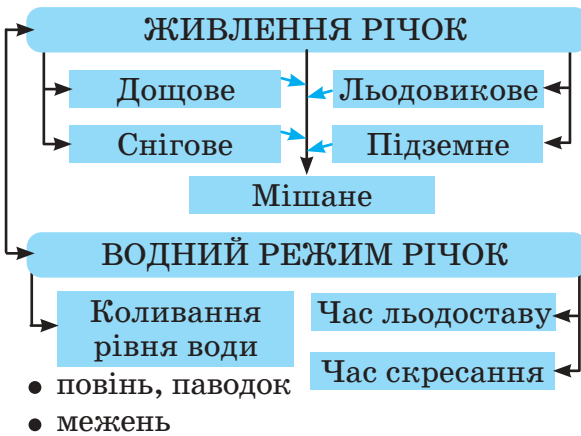 ЖИВЛЕННЯ РІЧОК
Дощове
Льодовикове
Снігове
Підземне
Мішане
ВОДНИЙ РЕЖИМ РІЧОК
Коливання
рівня води
Час льодоставу
Час скресання
● повінь, паводок
● межень